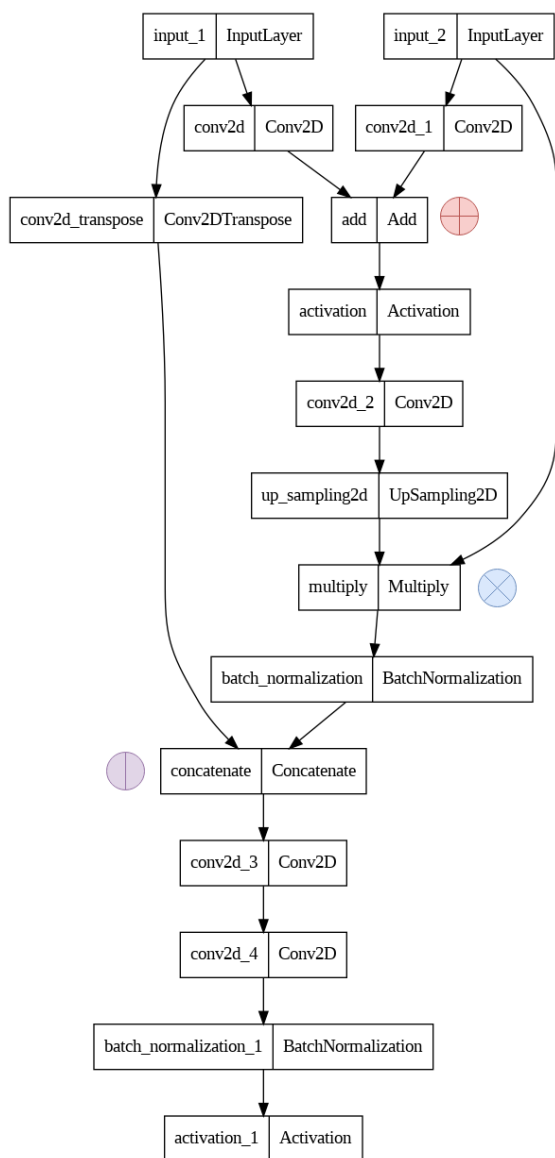 input_1 InputLayer
input_2 InputLayer
conv2d Conv2D
conv2d_1 Conv2D
conv2d_transpose Conv2DTranspose
add Add
activation Activation
conv2d_2 Conv2D
up_sampling2d UpSampling2D
multiply Multiply
batch_normalization BatchNormalization
concatenate Concatenate
conv2d_3 Conv2D
conv2d_4 Conv2D
batch_normalization_1 BatchNormalization
activation_1 Activation